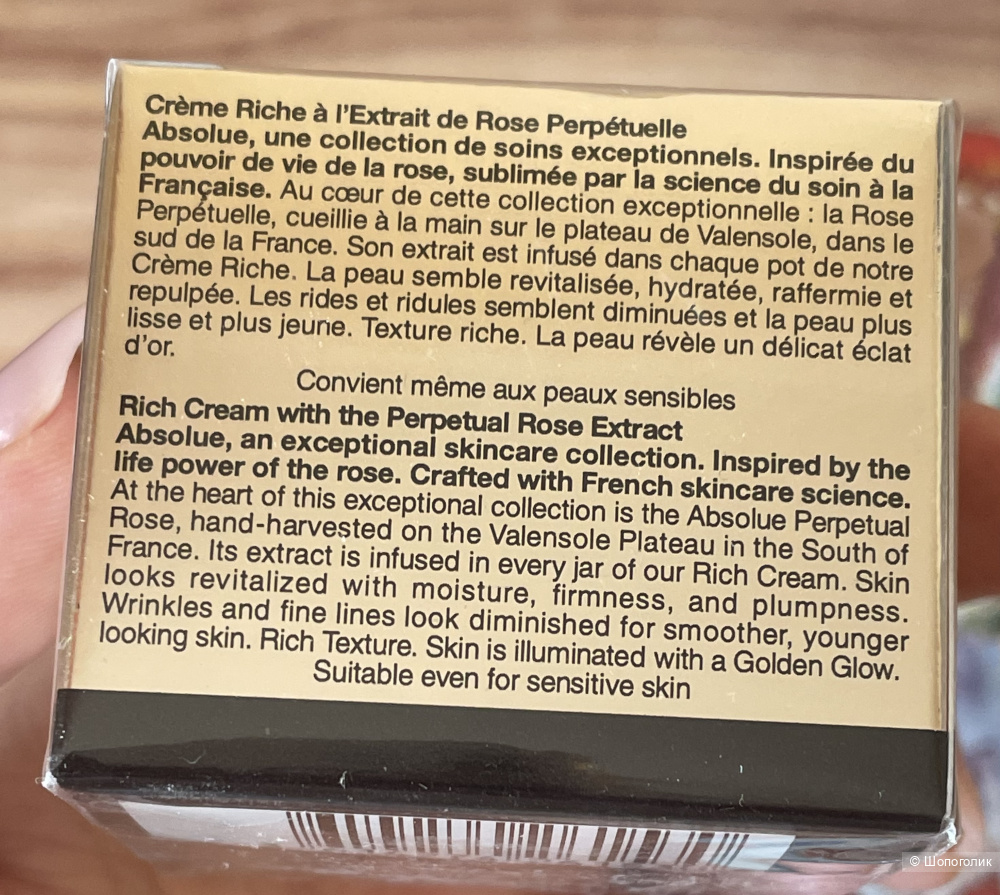 Crème Riche à l'Extrait de Rose Perpétuelle
Absolue, une collection de soins exceptionnels. Inspirée du
pouvoir de vie de la rose, sublimée par la science du soin à la
Française. Au cœur de cette collection exceptionnelle : la Rose
Perpétuelle, cueillie à la main sur le plateau de Valensole, dans le
sud de la France. Son extrait est infusé dans chaque pot de notre
Crème Riche. La peau semble revitalisée, hydratée, raffermie et
repulpée. Les rides et ridules semblent diminuées et la peau plus
lisse et plus jeune. Texture riche. La peau révèle un délicat éclat
d'or.
Convient même aux peaux sensibles
Rich Cream with the Perpetual Rose Extract
Absolue, an exceptional skincare collection. Inspired by the
life power of the rose. Crafted with French skincare science.
At the heart of this exceptional collection is the Absolue Perpetual
Rose, hand-harvested on the Valensole Plateau in the South of
France. Its extract is infused in every jar of our Rich Cream. Skin
looks revitalized with moisture, firmness, and plumpness.
Wrinkles and fine lines look diminished for smoother, younger
looking skin. Rich Texture. Skin is illuminated with a Golden Glow.
Suitable even for sensitive skin
© Шопоголик